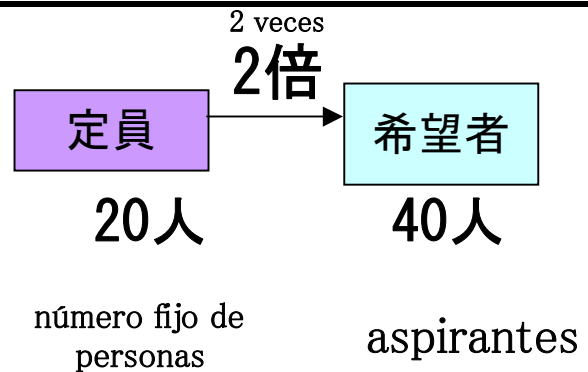 2 veces
2倍
定員
希望者
20人
40人
número fijo de
personas
aspirantes